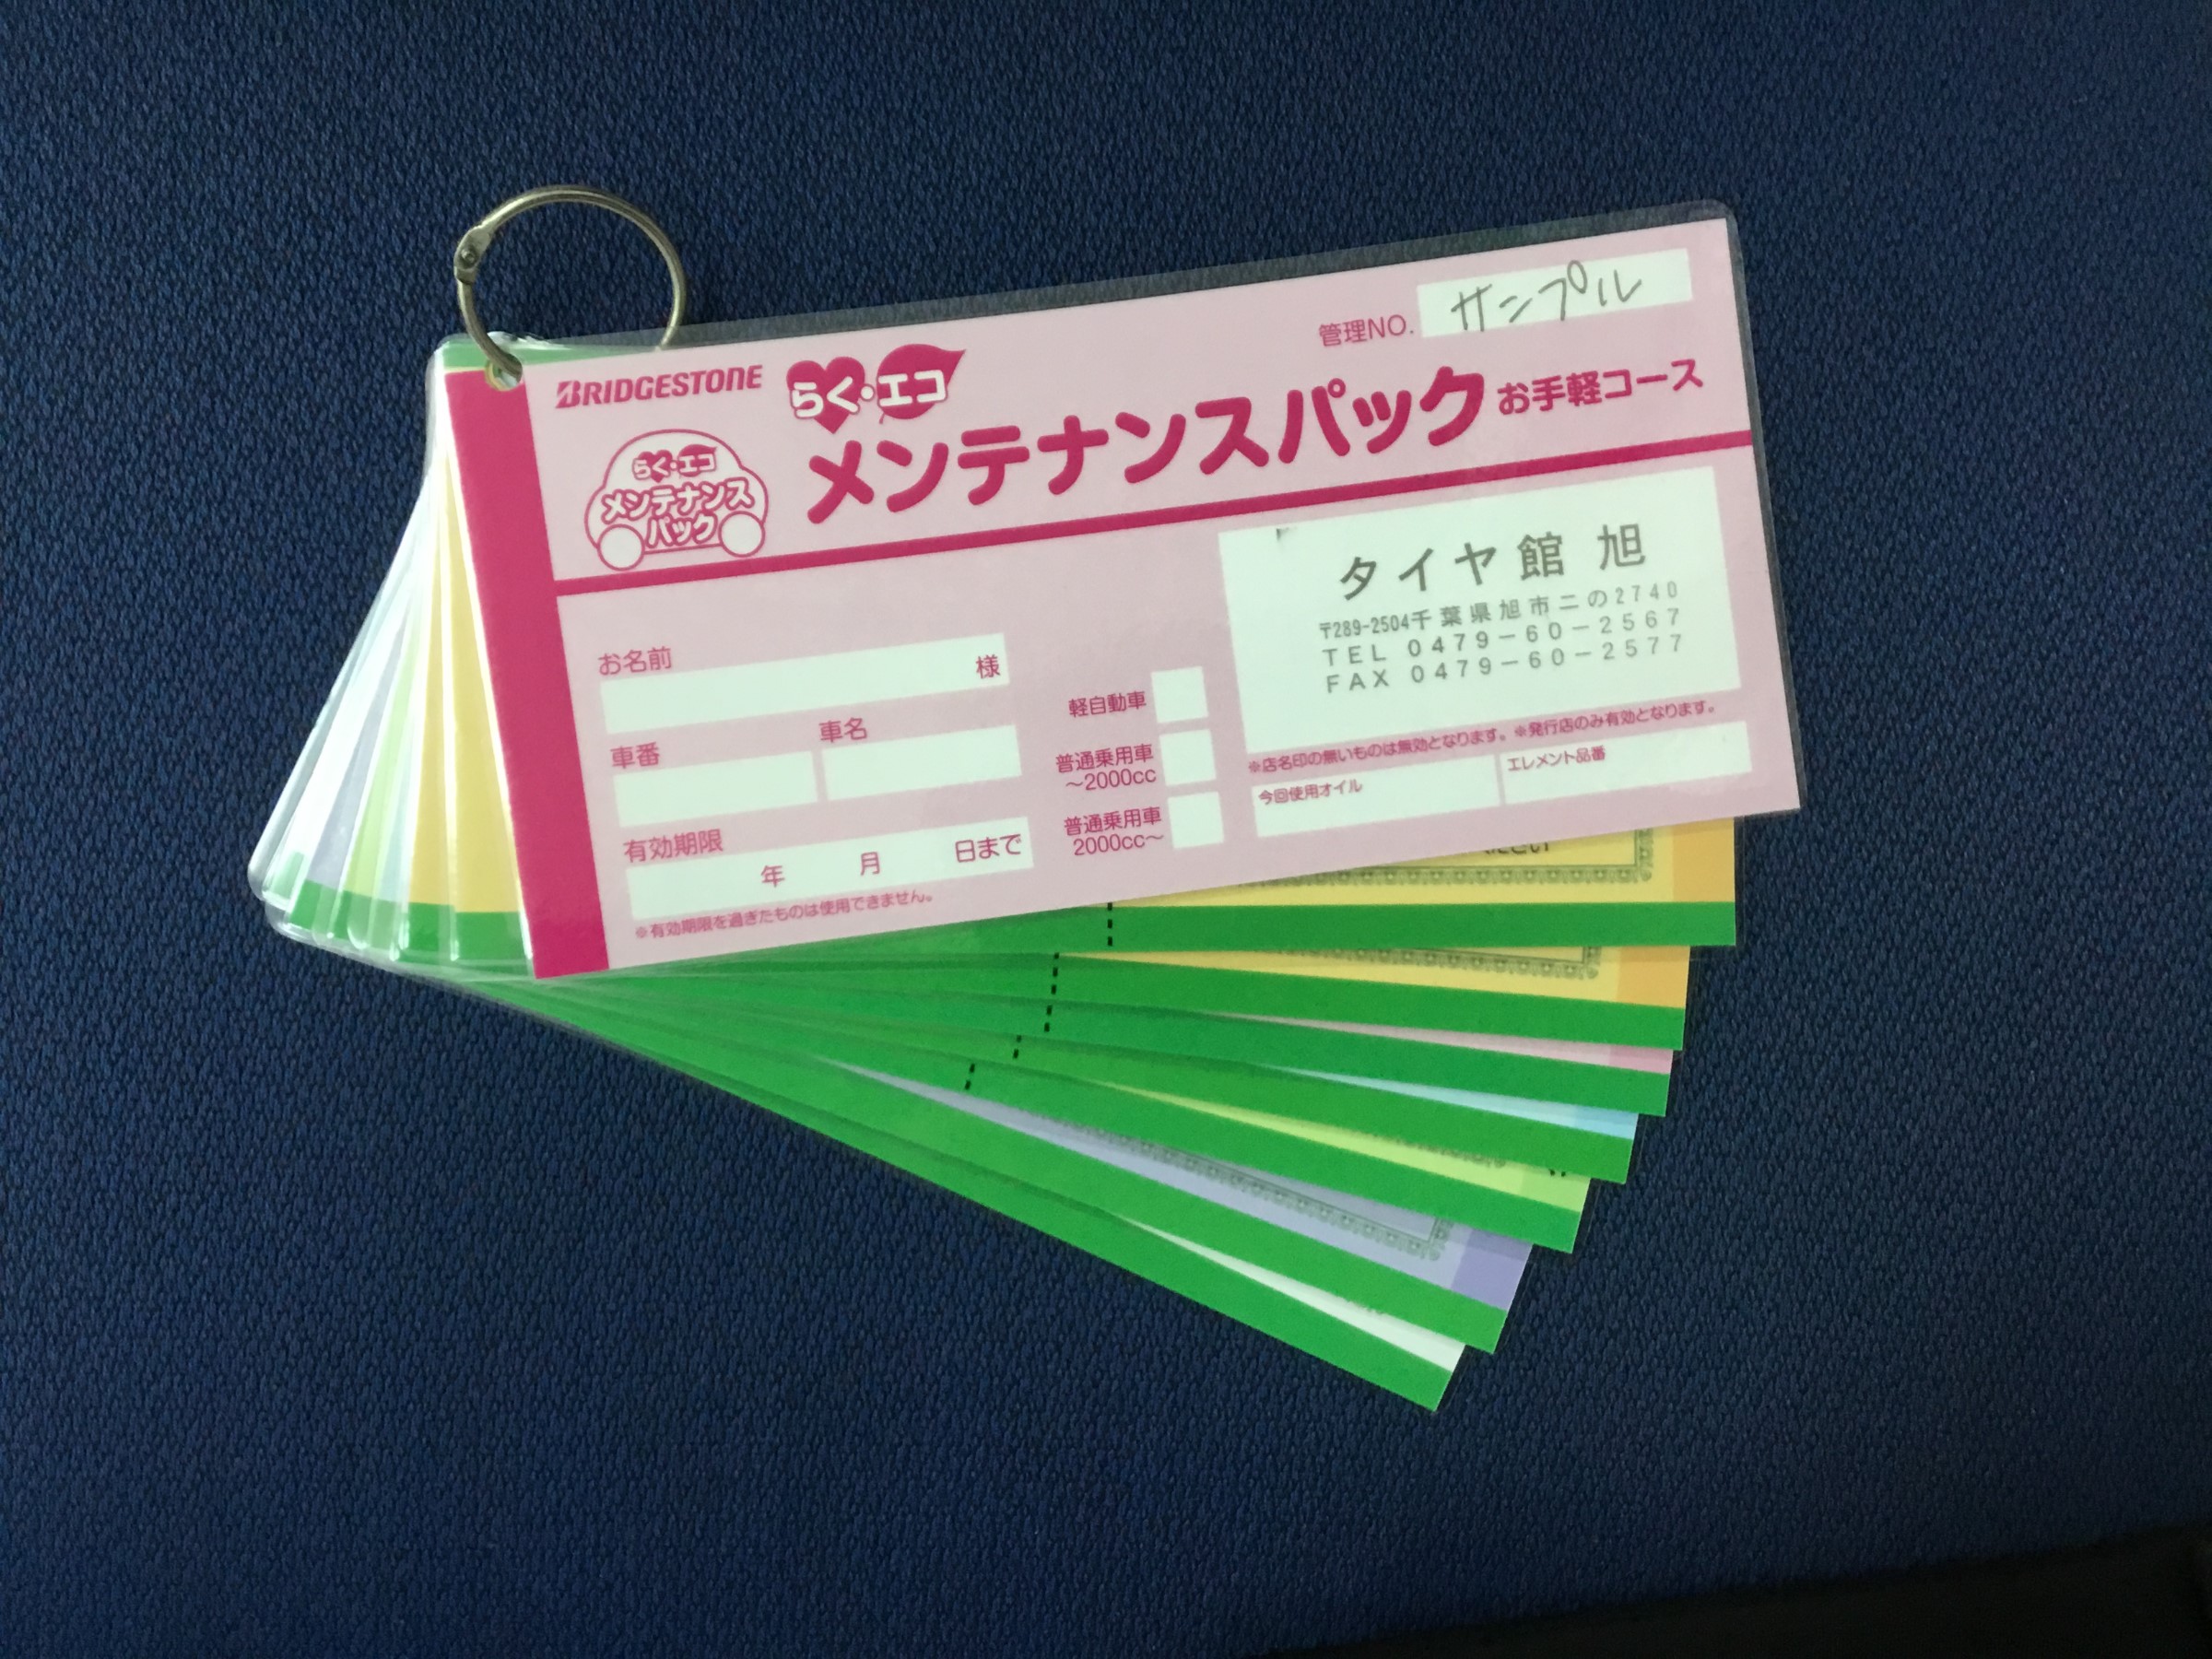 管理NO. サンプル
BRIDGESTONE
らく・エコ
メンテナンスパック お手軽コース
らく・エコ
メンテナンス
パック
タイヤ館 旭
〒289-2504千葉県旭市ニの2740
TEL 0479-60-2567
FAX 0479-60-2577
※店名印の無いものは無効となります。※発行店のみ有効となります。
お名前
様
車番
車名
有効期限
年 月 日まで
※有効期限を過ぎたものは使用できません。
軽自動車
普通乗用車
～2000cc
普通乗用車
2000cc～
今回使用オイル
エレメント品番